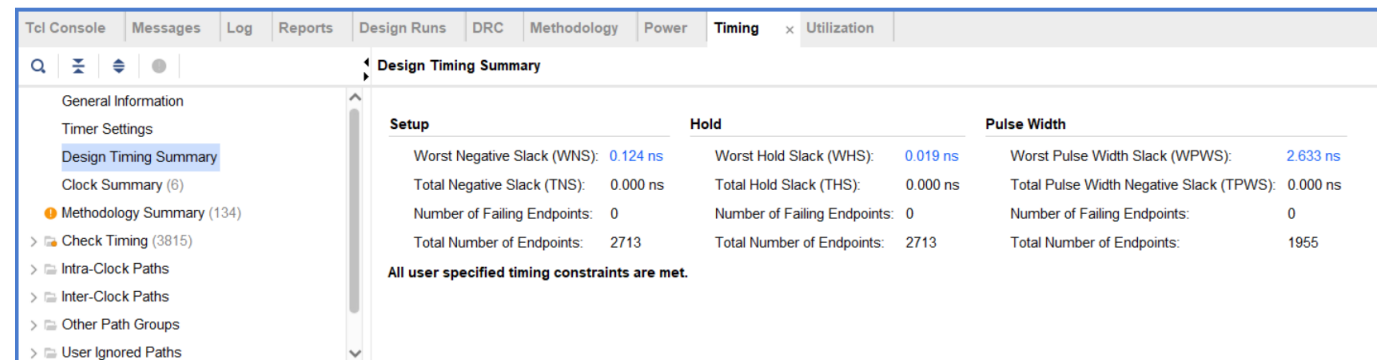 Tcl Console Messages Log Reports Design Runs DRC Methodology Power Timing × Utilization
Design Timing Summary
General Information
Timer Settings
Design Timing Summary
Clock Summary (6)
Methodology Summary (134)
Check Timing (3815)
Intra-Clock Paths
Inter-Clock Paths
Other Path Groups
User Ignored Paths
Setup Hold Pulse Width
Worst Negative Slack (WNS): 0.124 ns Worst Hold Slack (WHS): 0.019 ns Worst Pulse Width Slack (WPWS): 2.633 ns
Total Negative Slack (TNS): 0.000 ns Total Hold Slack (THS): 0.000 ns Total Pulse Width Negative Slack (TPWS): 0.000 ns
Number of Failing Endpoints: 0 Number of Failing Endpoints: 0 Number of Failing Endpoints: 0
Total Number of Endpoints: 2713 Total Number of Endpoints: 2713 Total Number of Endpoints: 1955
All user specified timing constraints are met.